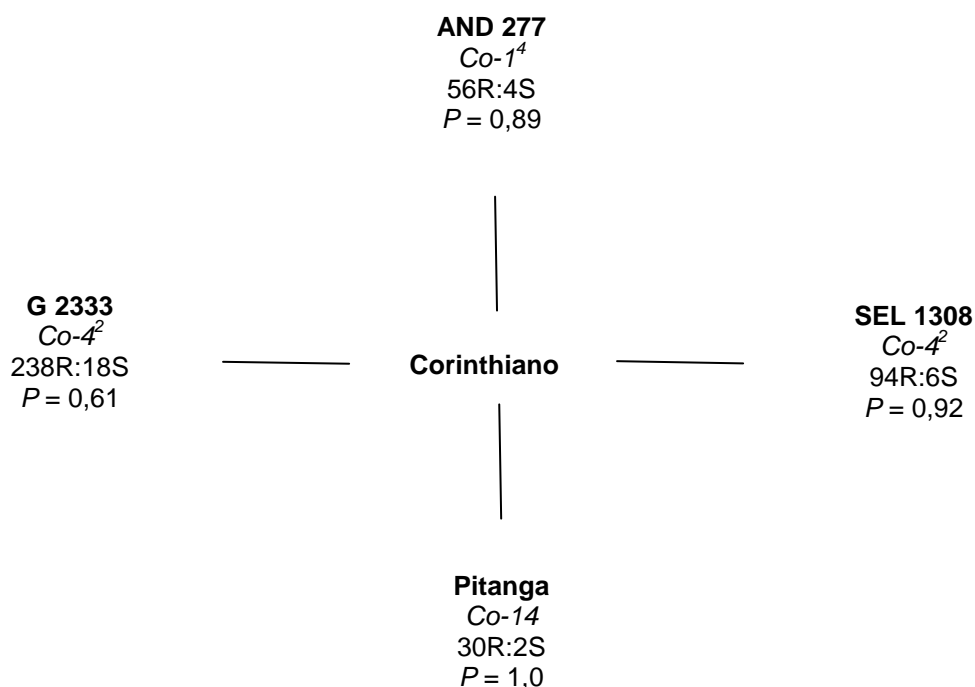 AND 277
Co-1⁴
56R:4S
P = 0,89
G 2333
Co-4²
238R:18S
P = 0,61
Corinthiano
SEL 1308
Co-4²
94R:6S
P = 0,92
Pitanga
Co-14
30R:2S
P = 1,0